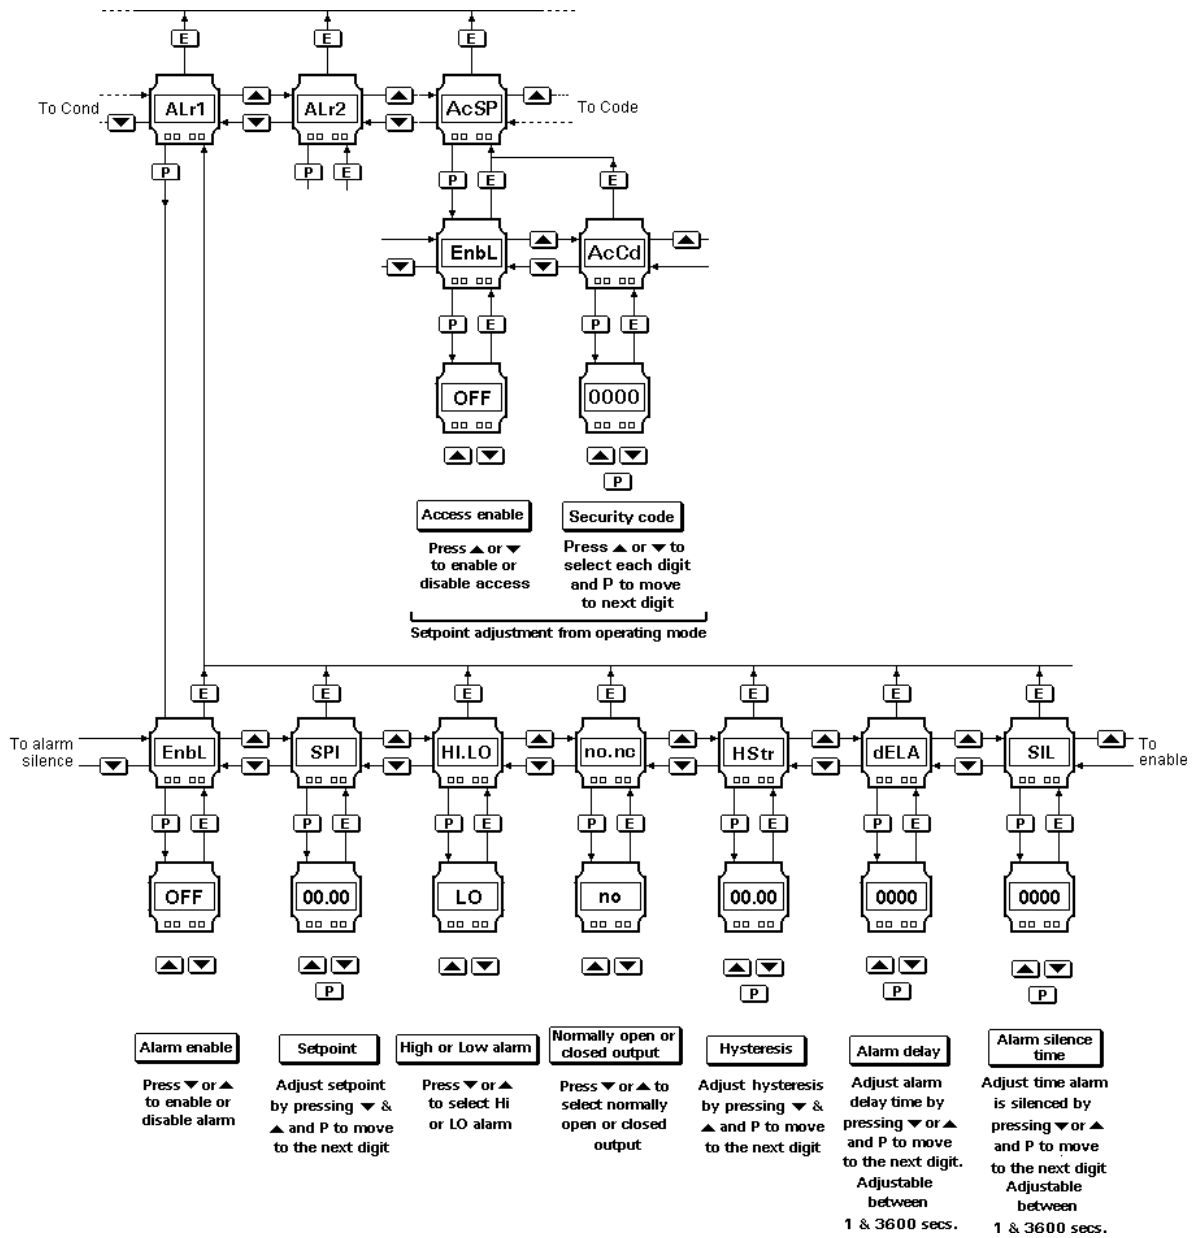 E E E
To Cond ALr1 ALr2 AcSP To Code
P P E P E E
EnbL AcCd
P E P E
OFF 0000
P
Access enable Security code
Press ▲ or ▼
to enable or
disable access
Press ▲ or ▼ to
select each digit
and P to move
to next digit
Setpoint adjustment from operating mode
E E E E E E E
To alarm
silence
EnbL SPI HI.LO no.nc HStr dELA SIL
To
enable
P E P E P E P E P E P E P E
OFF 00.00 LO no 00.00 0000 0000
P P P P
Alarm enable
Press ▼ or ▲
to enable or
disable alarm
Setpoint
Adjust setpoint
by pressing ▼ &
▲ and P to move
to the next digit
High or Low alarm
Press ▼ or ▲
to select Hi
or LO alarm
Normally open or
closed output
Press ▼ or ▲ to
select normally
open or closed
output
Hysteresis
Adjust hysteresis
by pressing ▼ &
▲ and P to move
to the next digit
Alarm delay
Adjust alarm
delay time by
pressing ▼ or ▲
and P to move
to the next digit.
Adjustable
between
1 & 3600 secs.
Alarm silence
time
Adjust time alarm
is silenced by
pressing ▼ or ▲
and P to move
to the next digit
Adjustable
between
1 & 3600 secs.